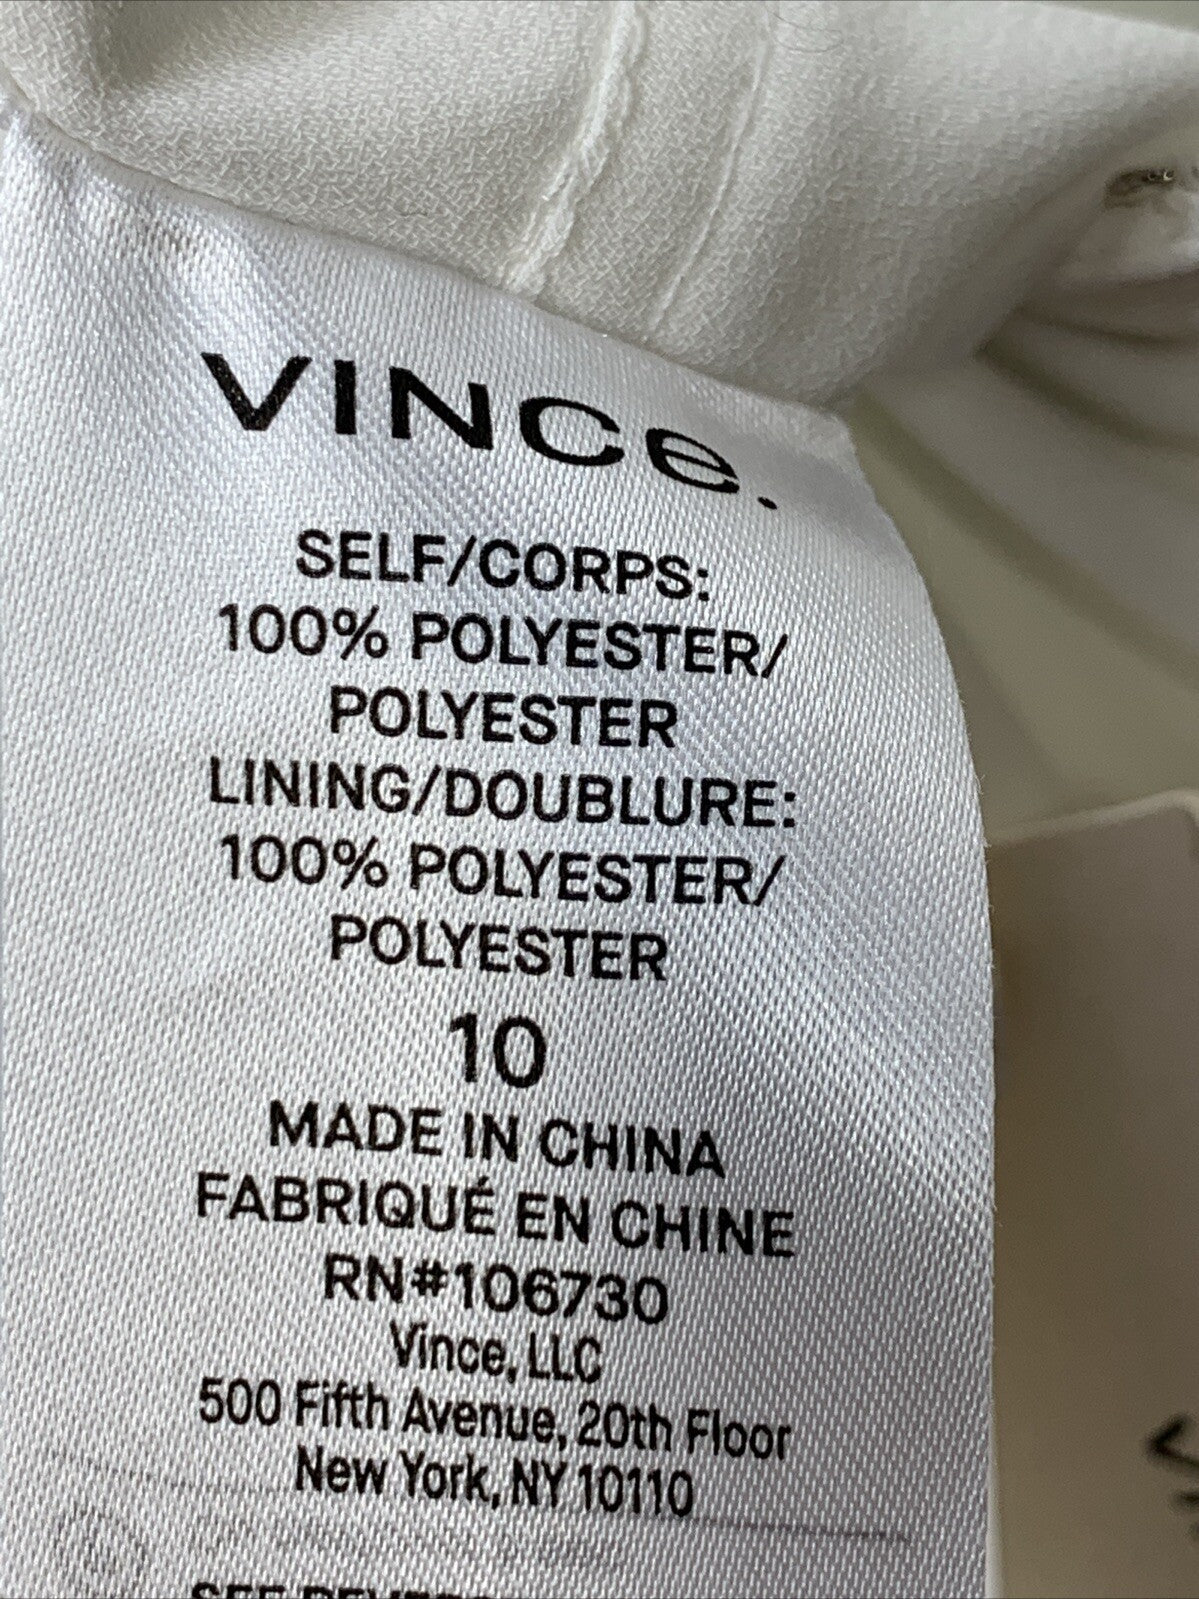 VINCe.
SELF/CORPS:
100% POLYESTER/
POLYESTER
LINING/DOUBLURE:
100% POLYESTER/
POLYESTER
10
MADE IN CHINA
FABRIQUÉ EN CHINE
RN#106730
Vince, LLC
500 Fifth Avenue, 20th Floor
New York, NY 10110
SEE